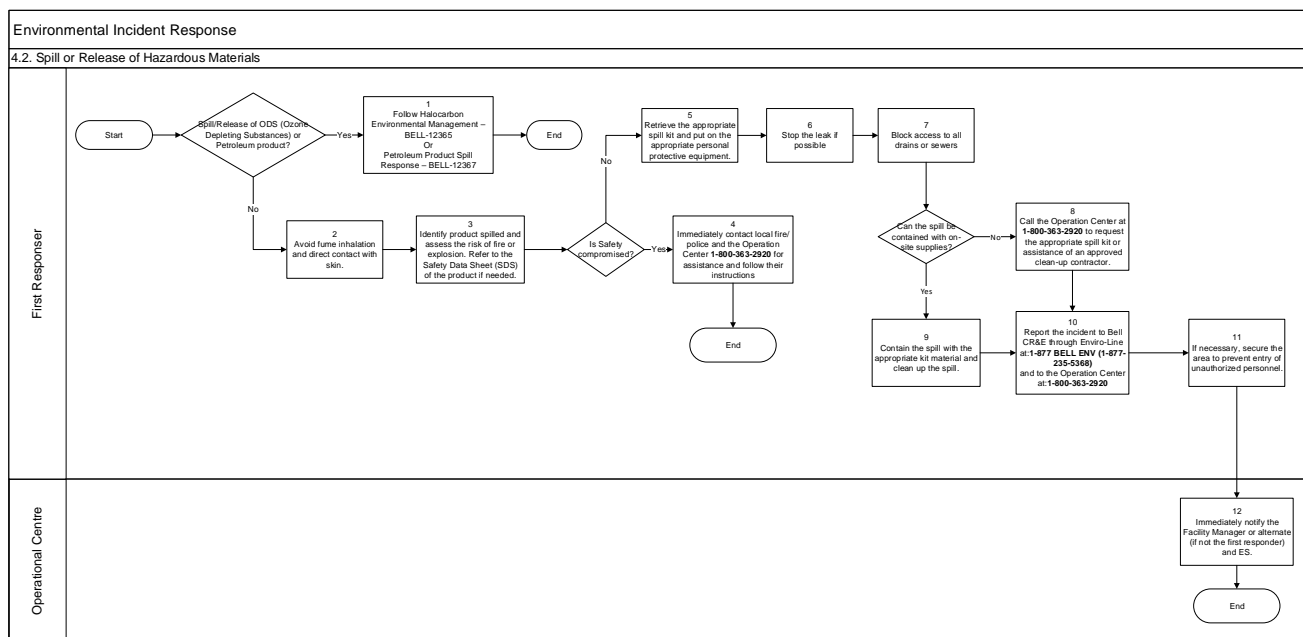 Environmental Incident Response
4.2. Spill or Release of Hazardous Materials
First Responser
Start
Spill/Release of ODS (Ozone
Depleting Substances) or
Petroleum product?
Yes
1
Follow Halocarbon
Environmental Management –
BELL-12365
Or
Petroleum Product Spill
Response – BELL-12367
End
No
2
Avoid fume inhalation
and direct contact with
skin.
3
Identify product spilled and
assess the risk of fire or
explosion. Refer to the
Safety Data Sheet (SDS)
of the product if needed.
Is Safety
compromised?
Yes
4
Immediately contact local fire/
police and the Operation
Center 1-800-363-2920 for
assistance and follow their
instructions
End
No
5
Retrieve the appropriate
spill kit and put on the
appropriate personal
protective equipment.
6
Stop the leak if
possible
7
Block access to all
drains or sewers
Can the spill be
contained with on-
site supplies?
No
8
Call the Operation Center at
1-800-363-2920 to request
the appropriate spill kit or
assistance of an approved
clean-up contractor.
Yes
9
Contain the spill with the
appropriate kit material and
clean up the spill.
10
Report the incident to Bell
CR&E through Enviro-Line
at:1-877 BELL ENV (1-877-
235-5368)
and to the Operation Center
at:1-800-363-2920
11
If necessary, secure the
area to prevent entry of
unauthorized personnel.
Operational Centre
12
Immediately notify the
Facility Manager or alternate
(if not the first responder)
and ES.
End